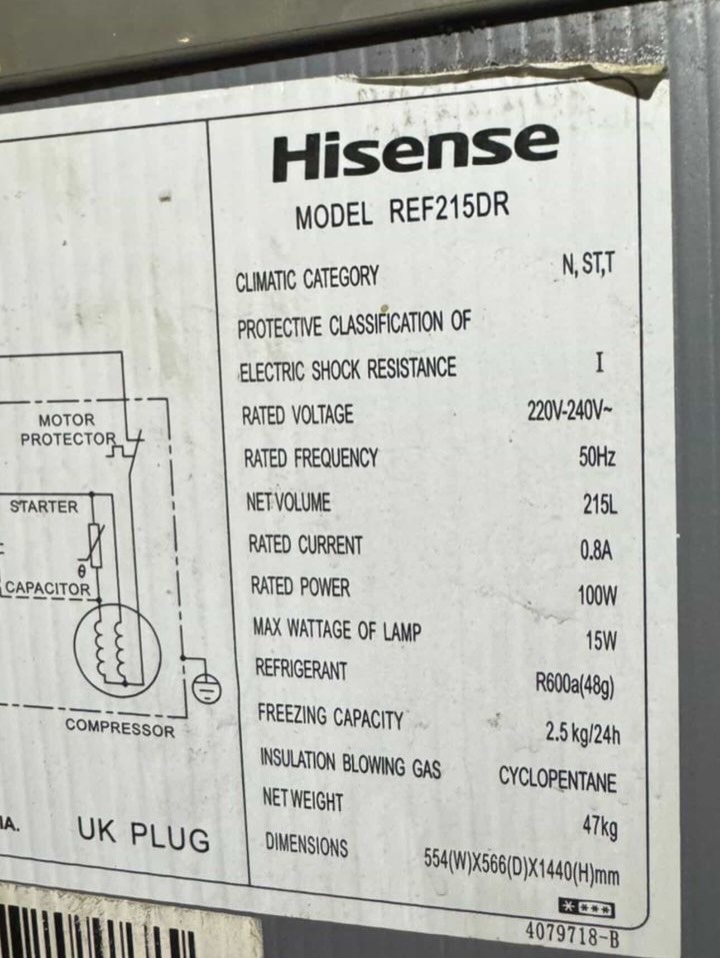 Hisense
MODEL REF215DR
CLIMATIC CATEGORY N, ST,T
PROTECTIVE CLASSIFICATION OF
ELECTRIC SHOCK RESISTANCE I
RATED VOLTAGE 220V-240V~
RATED FREQUENCY 50Hz
NET VOLUME 215L
RATED CURRENT 0.8A
RATED POWER 100W
MAX WATTAGE OF LAMP 15W
REFRIGERANT R600a(48g)
FREEZING CAPACITY 2.5 kg/24h
INSULATION BLOWING GAS CYCLOPENTANE
NET WEIGHT 47kg
DIMENSIONS 554(W)X566(D)X1440(H)mm
4079718-B
MOTOR
PROTECTOR
STARTER
θ
CAPACITOR
COMPRESSOR
UK PLUG